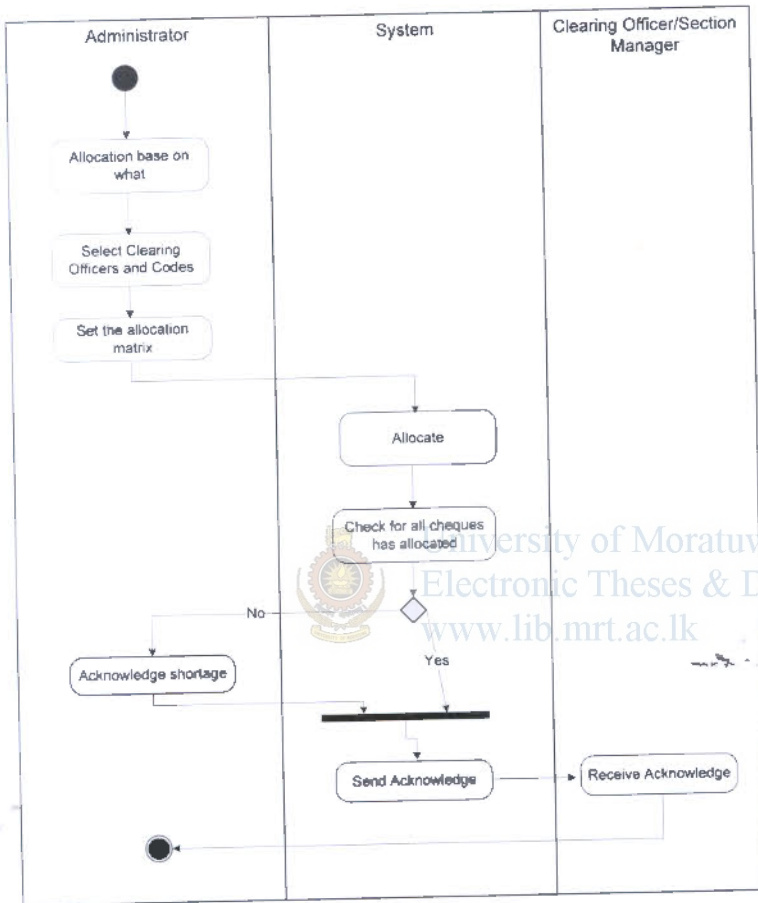 Administrator
System
Clearing Officer/Section
Manager
Allocation base on
what
Select Clearing
Officers and Codes
Set the allocation
matrix
Allocate
Check for all cheques
has allocated
University of Moratuw
Electronic Theses & D
www.lib.mrt.ac.lk
No
Yes
Acknowledge shortage
Send Acknowledge
Receive Acknowledge